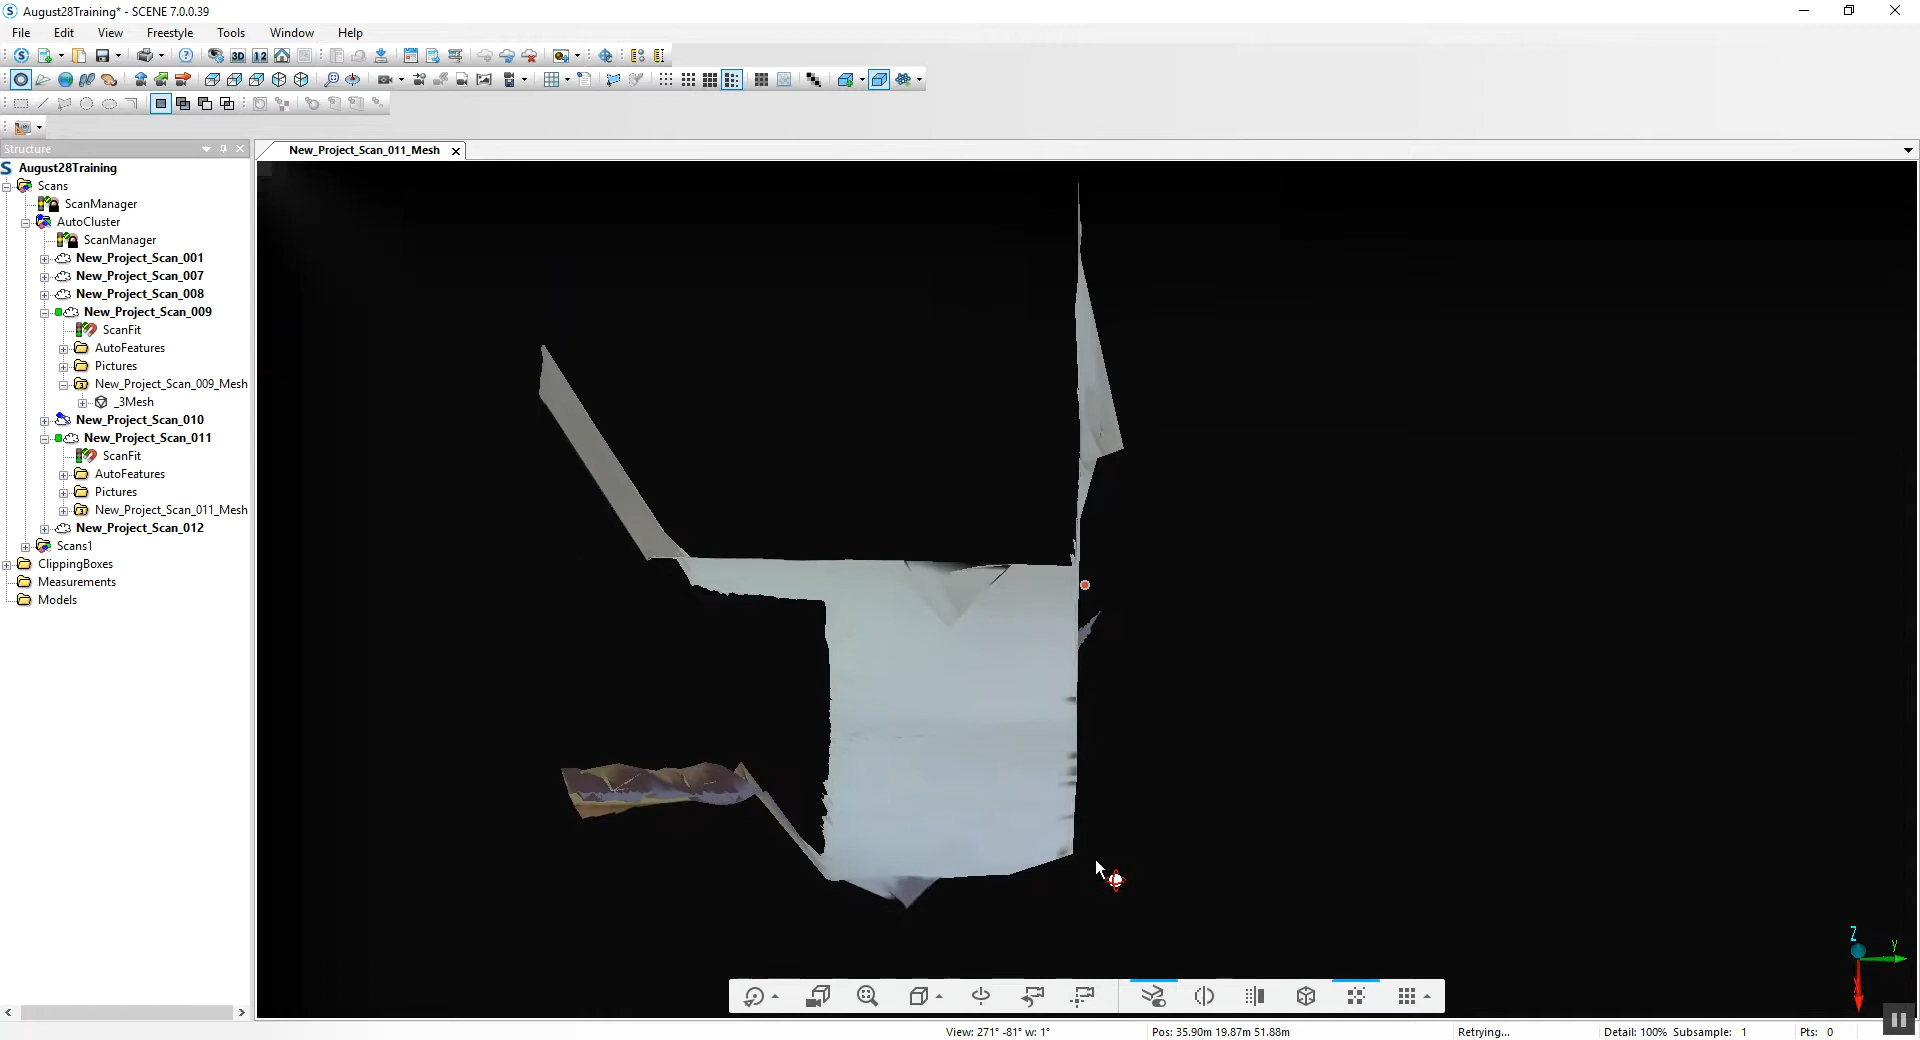 August28Training* - SCENE 7.0.0.39
File Edit View Freestyle Tools Window Help
3D 12
Structure
New_Project_Scan_011_Mesh
August28Training
Scans
ScanManager
AutoCluster
ScanManager
New_Project_Scan_001
New_Project_Scan_007
New_Project_Scan_008
New_Project_Scan_009
ScanFit
AutoFeatures
Pictures
New_Project_Scan_009_Mesh
_3Mesh
New_Project_Scan_010
New_Project_Scan_011
ScanFit
AutoFeatures
Pictures
New_Project_Scan_011_Mesh
New_Project_Scan_012
Scans1
ClippingBoxes
Measurements
Models
Z
y
View: 271° -81° w: 1° Pos: 35.90m 19.87m 51.88m Retrying... Detail: 100% Subsample: 1 Pts: 0